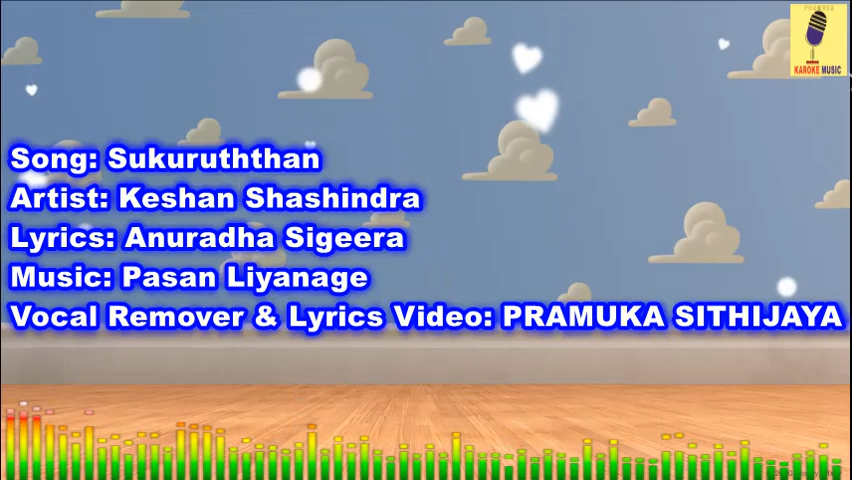 PRAMUKA
KAROKE MUSIC
Song: Sukuruththan
Artist: Keshan Shashindra
Lyrics: Anuradha Sigeera
Music: Pasan Liyanage
Vocal Remover & Lyrics Video: PRAMUKA SITHIJAYA